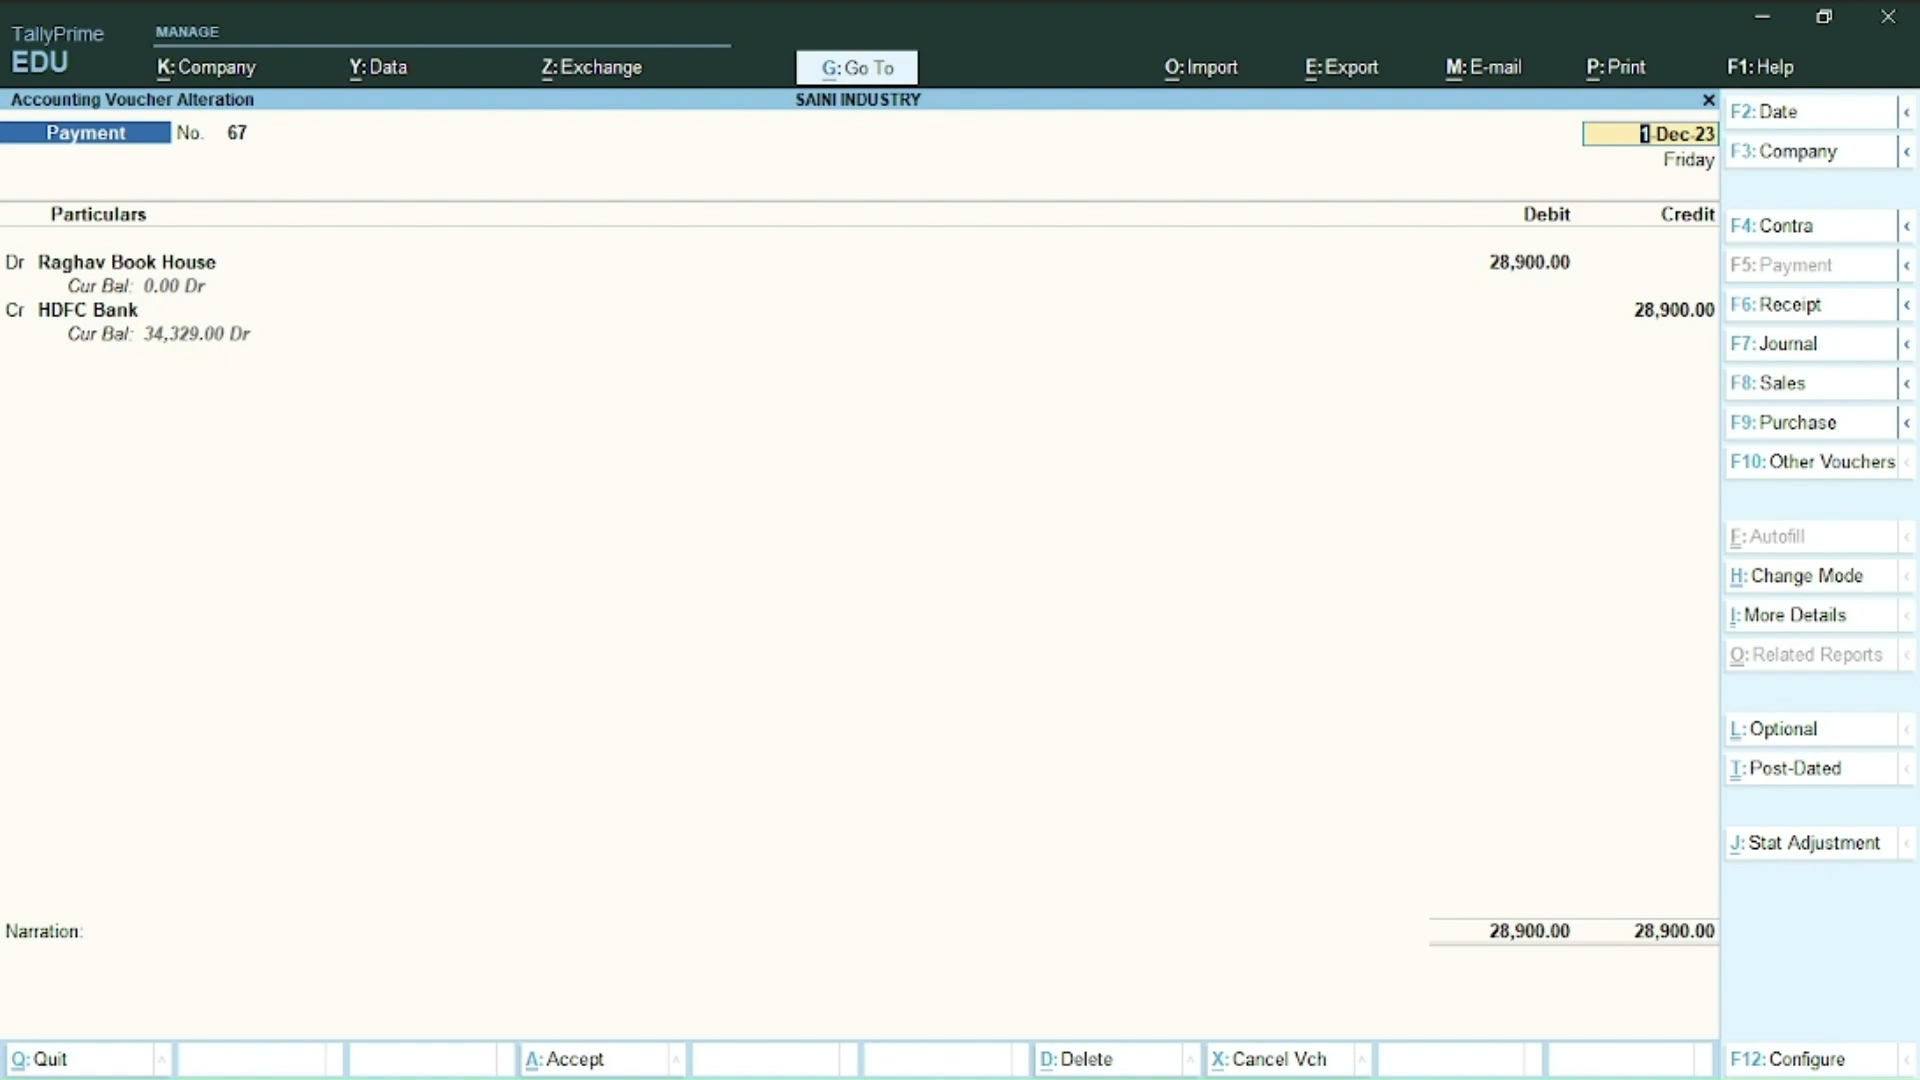 TallyPrime
EDU
MANAGE
K: Company
Y: Data
Z: Exchange
G: Go To
O: Import
E: Export
M: E-mail
P: Print
F1: Help
Accounting Voucher Alteration
SAINI INDUSTRY
Payment No. 67
1-Dec-23
Friday
Particulars Debit Credit
Dr Raghav Book House 28,900.00
Cur Bal: 0.00 Dr
Cr HDFC Bank 28,900.00
Cur Bal: 34,329.00 Dr
Narration: 28,900.00 28,900.00
F2: Date
F3: Company
F4: Contra
F5: Payment
F6: Receipt
F7: Journal
F8: Sales
F9: Purchase
F10: Other Vouchers
F: Autofill
H: Change Mode
I: More Details
O: Related Reports
L: Optional
T: Post-Dated
J: Stat Adjustment
Q: Quit
A: Accept
D: Delete
X: Cancel Vch
F12: Configure